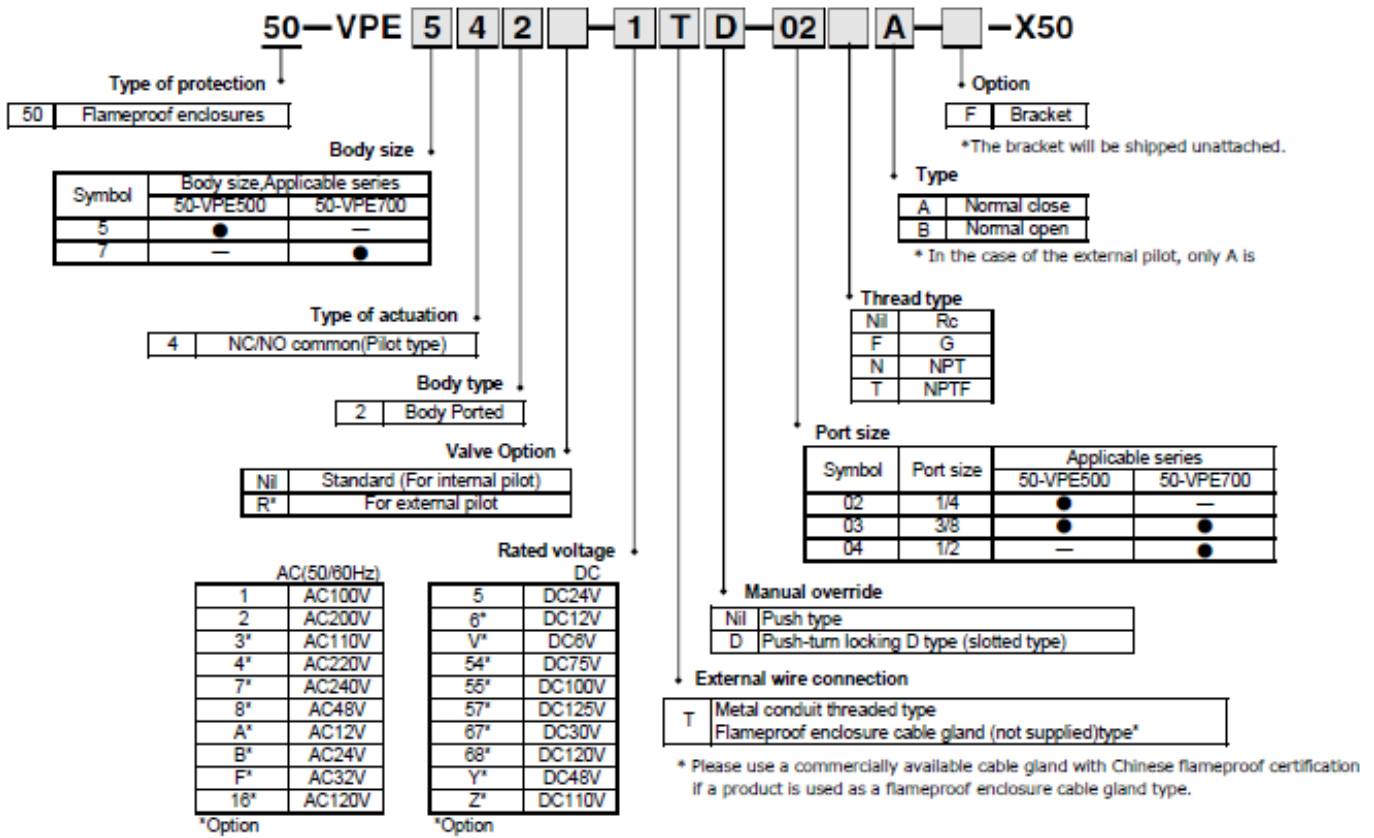 50－VPE 5 4 2 －1 T D－02 A－ －X50
Type of protection
50 Flameproof enclosures
Body size
Symbol Body size,Applicable series
50-VPE500 50-VPE700
5 ● —
7 — ●
Type of actuation
4 NC/NO common(Pilot type)
Body type
2 Body Ported
Valve Option
Nil Standard (For internal pilot)
R* For external pilot
Rated voltage
AC(50/60Hz)
1 AC100V
2 AC200V
3* AC110V
4* AC220V
7* AC240V
8* AC48V
A* AC12V
B* AC24V
F* AC32V
16* AC120V
*Option
DC
5 DC24V
6* DC12V
V* DC6V
54* DC75V
55* DC100V
57* DC125V
67* DC30V
68* DC120V
Y* DC48V
Z* DC110V
*Option
Option
F Bracket
*The bracket will be shipped unattached.
Type
A Normal close
B Normal open
* In the case of the external pilot, only A is
Thread type
Nil Rc
F G
N NPT
T NPTF
Port size
Symbol Port size Applicable series
50-VPE500 50-VPE700
02 1/4 ● —
03 3/8 ● ●
04 1/2 — ●
Manual override
Nil Push type
D Push-turn locking D type (slotted type)
External wire connection
T Metal conduit threaded type
Flameproof enclosure cable gland (not supplied)type*
* Please use a commercially available cable gland with Chinese flameproof certification
if a product is used as a flameproof enclosure cable gland type.